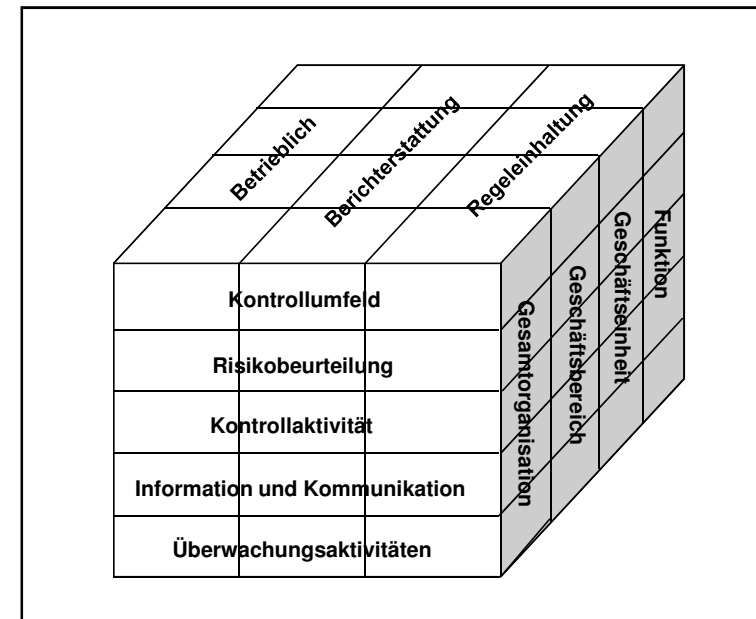 Betrieblich
Berichterstattung
Regeleinhaltung
Kontrollumfeld
Risikobeurteilung
Kontrollaktivität
Information und Kommunikation
Überwachungsaktivitäten
Gesamtorganisation
Geschäftsbereich
Geschäftseinheit
Funktion